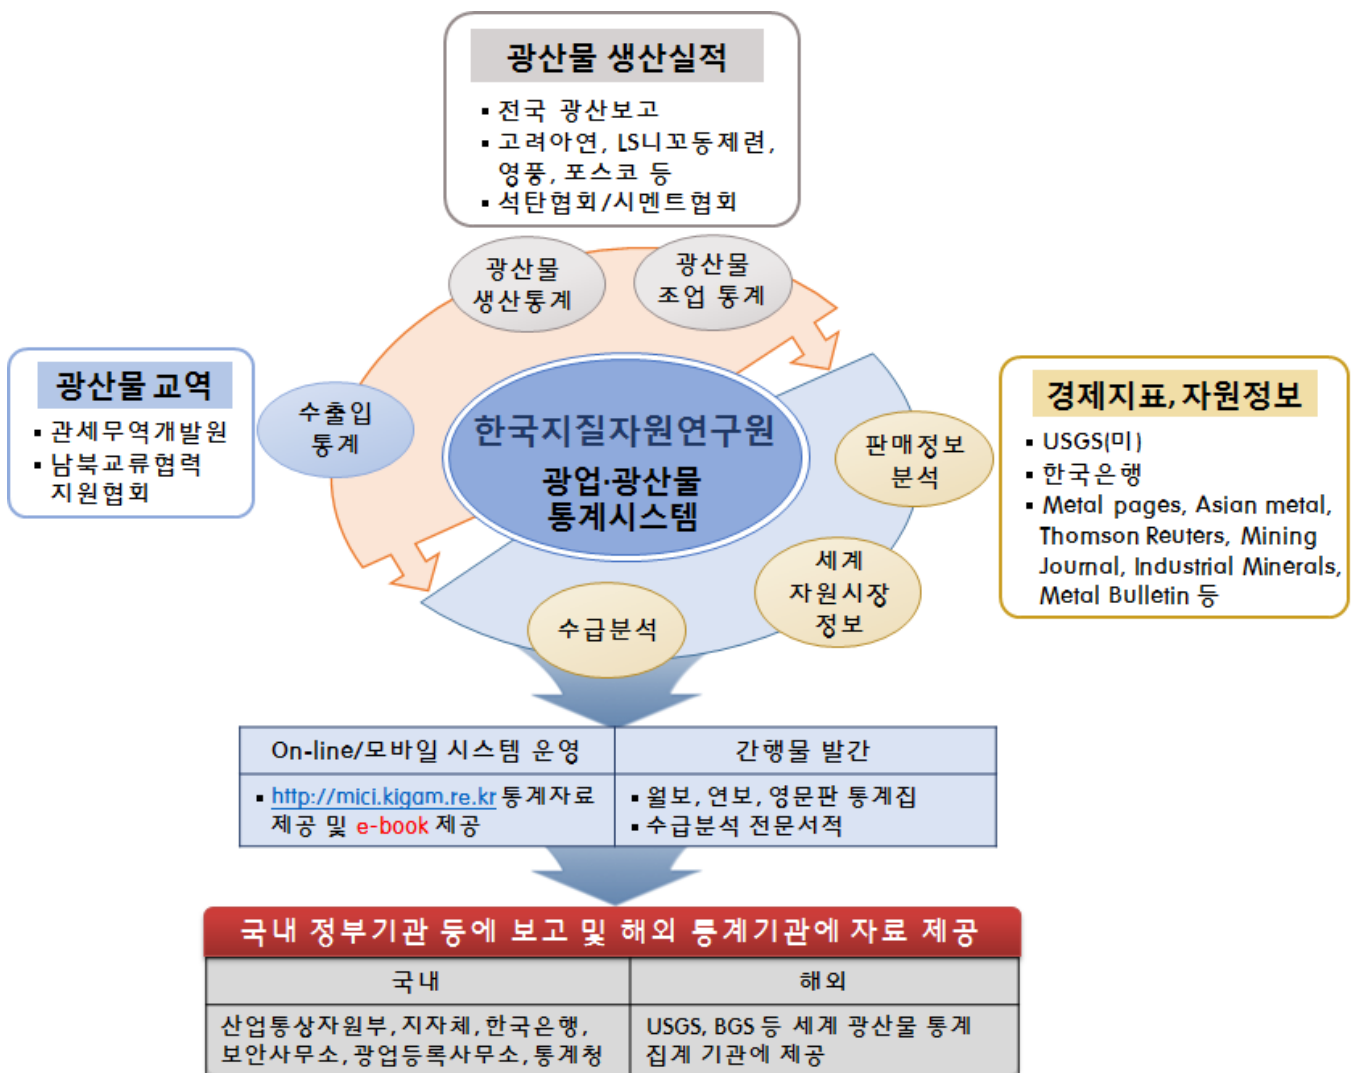 광산물 생산실적
▪ 전국 광산보고
▪ 고려아연, LS니꼬동제련,
영풍, 포스코 등
▪ 석탄협회/시멘트협회
광산물
생산통계
광산물
조업 통계
광산물 교역
▪ 관세무역개발원
▪ 남북교류협력
지원협회
수출입
통계
한국지질자원연구원
광업·광산물
통계시스템
판매정보
분석
경제지표, 자원정보
▪ USGS(미)
▪ 한국은행
▪ Metal pages, Asian metal,
Thomson Reuters, Mining
Journal, Industrial Minerals,
Metal Bulletin 등
세계
자원시장
정보
수급분석
On-line/모바일 시스템 운영
▪ http://mici.kigam.re.kr 통계자료
제공 및 e-book 제공
간행물 발간
▪ 월보, 연보, 영문판 통계집
▪ 수급분석 전문서적
국내 정부기관 등에 보고 및 해외 통계기관에 자료 제공
국내
산업통상자원부, 지자체, 한국은행,
보안사무소, 광업등록사무소, 통계청
해외
USGS, BGS 등 세계 광산물 통계
집계 기관에 제공